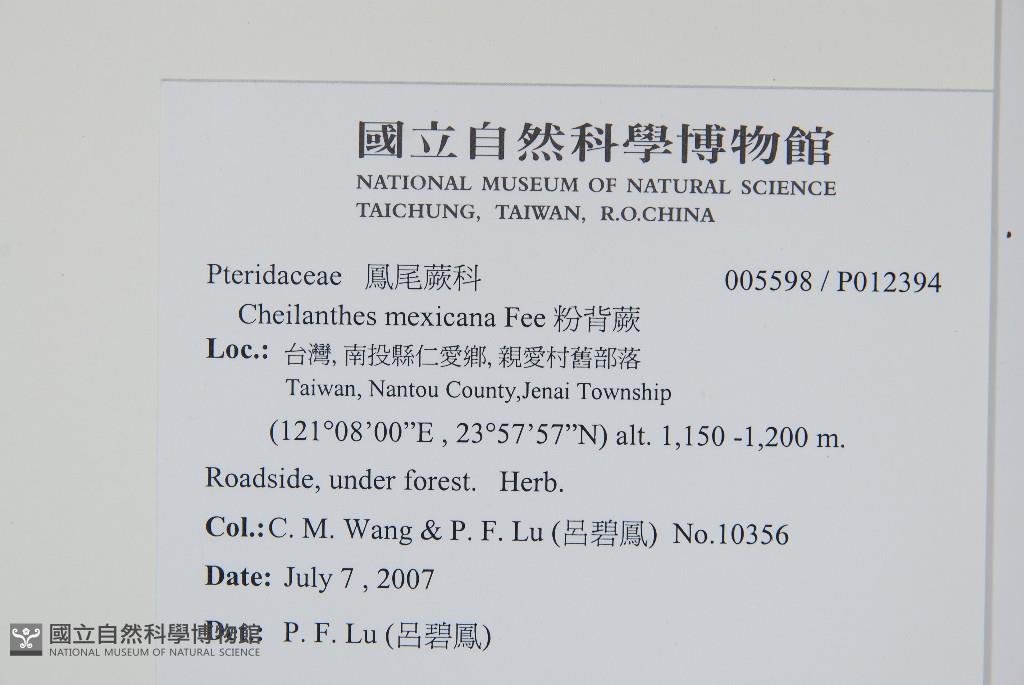 國立自然科學博物館
NATIONAL MUSEUM OF NATURAL SCIENCE
TAICHUNG, TAIWAN, R.O.CHINA
Pteridaceae 鳳尾蕨科 005598 / P012394
Cheilanthes mexicana Fee 粉背蕨
Loc.: 台灣, 南投縣仁愛鄉, 親愛村舊部落
Taiwan, Nantou County,Jenai Township
(121°08’00”E , 23°57’57”N) alt. 1,150 -1,200 m.
Roadside, under forest. Herb.
Col.:C. M. Wang & P. F. Lu (呂碧鳳) No.10356
Date: July 7 , 2007
Det: P. F. Lu (呂碧鳳)
國立自然科學博物館
NATIONAL MUSEUM OF NATURAL SCIENCE